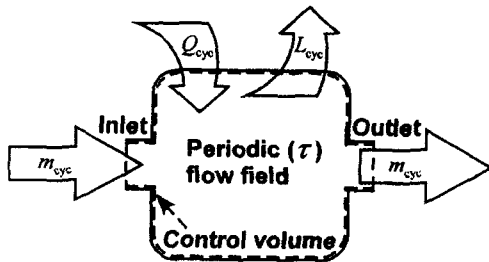 Q_cyc
L_cyc
Inlet
Outlet
Periodic (τ)
flow field
m_cyc
m_cyc
Control volume